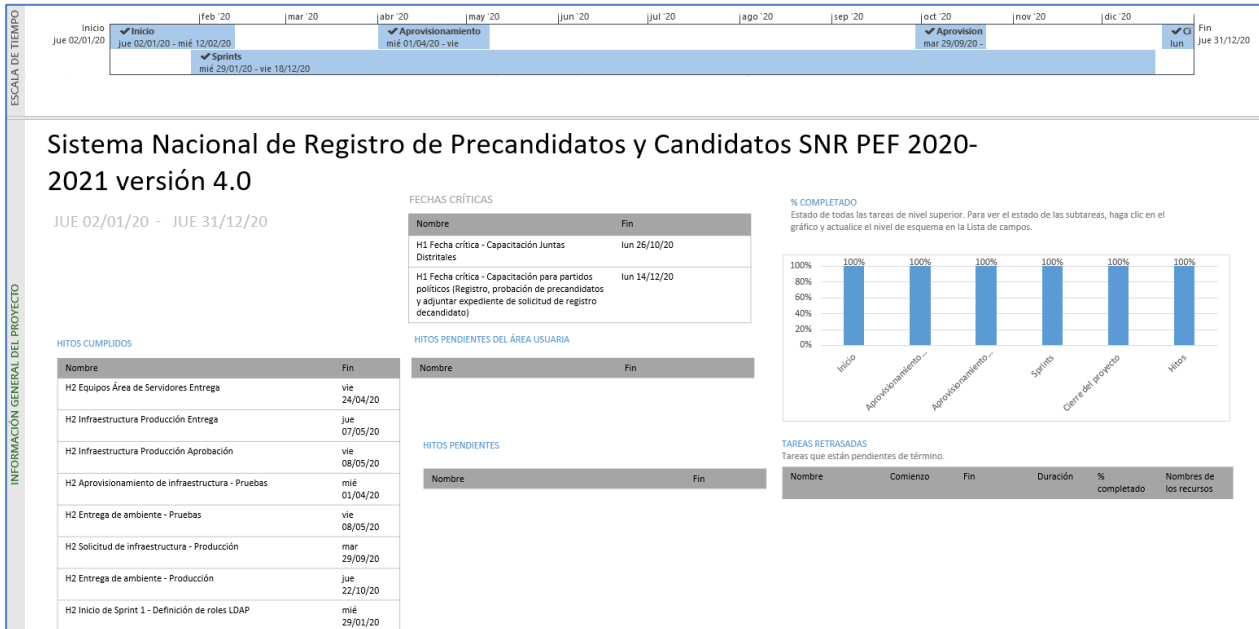 ESCALA DE TIEMPO
feb '20 mar '20 abr '20 may '20 jun '20 jul '20 ago '20 sep '20 oct '20 nov '20 dic '20
Inicio
jue 02/01/20
Inicio
jue 02/01/20 - mié 12/02/20
Aprovisionamiento
mié 01/04/20 - vie
Aprovision
mar 29/09/20 -
Ci
lun
Fin
jue 31/12/20
Sprints
mié 29/01/20 - vie 18/12/20
INFORMACIÓN GENERAL DEL PROYECTO
Sistema Nacional de Registro de Precandidatos y Candidatos SNR PEF 2020-
2021 versión 4.0
JUE 02/01/20 - JUE 31/12/20
FECHAS CRÍTICAS
Nombre Fin
H1 Fecha crítica - Capacitación Juntas lun 26/10/20
Distritales
H1 Fecha crítica - Capacitación para partidos lun 14/12/20
políticos (Registro, probación de precandidatos
y adjuntar expediente de solicitud de registro
decandidato)
% COMPLETADO
Estado de todas las tareas de nivel superior. Para ver el estado de las subtareas, haga clic en el
gráfico y actualice el nivel de esquema en la Lista de campos.
100% 100% 100% 100% 100% 100%
100%
80%
60%
40%
20%
0%
Inicio
Aprovisionamiento...
Aprovisionamiento...
Sprints
Cierre del proyecto
Hitos
HITOS CUMPLIDOS
Nombre Fin
H2 Equipos Área de Servidores Entrega vie
24/04/20
H2 Infraestructura Producción Entrega jue
07/05/20
H2 Infraestructura Producción Aprobación vie
08/05/20
H2 Aprovisionamiento de infraestructura - Pruebas mié
01/04/20
H2 Entrega de ambiente - Pruebas vie
08/05/20
H2 Solicitud de infraestructura - Producción mar
29/09/20
H2 Entrega de ambiente - Producción jue
22/10/20
H2 Inicio de Sprint 1 - Definición de roles LDAP mié
29/01/20
HITOS PENDIENTES DEL ÁREA USUARIA
Nombre Fin
HITOS PENDIENTES
Nombre Fin
TAREAS RETRASADAS
Tareas que están pendientes de término.
Nombre Comienzo Fin Duración % Nombres de
completado los recursos